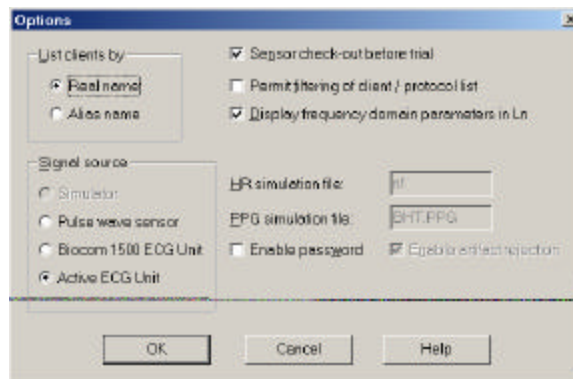 Options
List clients by
Real name
Alias name
Sensor check-out before trial
Permit filtering of client / protocol list
Display frequency domain parameters in Ln
Signal source
Simulator
Pulse wave sensor
Biocom 1500 ECG Unit
Active ECG Unit
HR simulation file:
PPG simulation file:
BHT.PPG
Enable password
Enable artifact rejection
OK
Cancel
Help